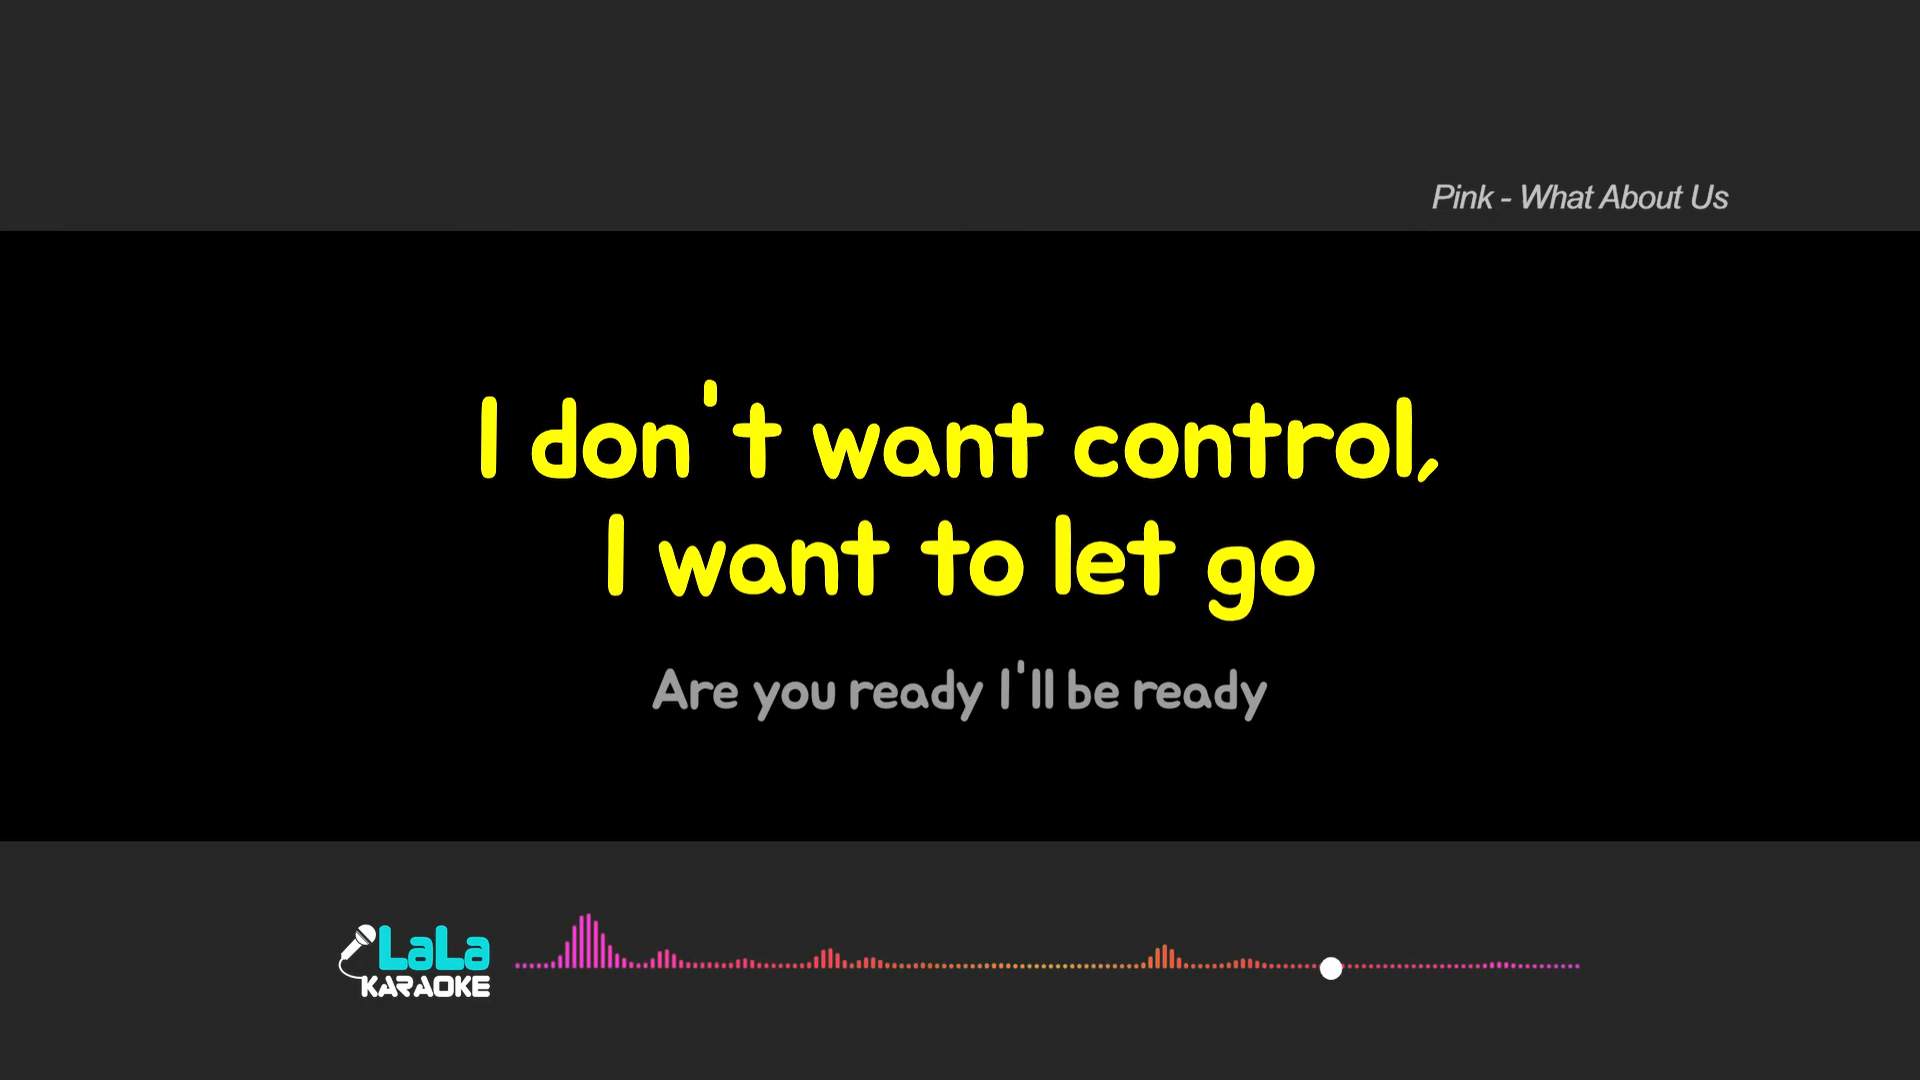 Pink - What About Us
I don't want control,
I want to let go
Are you ready I'll be ready
LaLa
KARAOKE